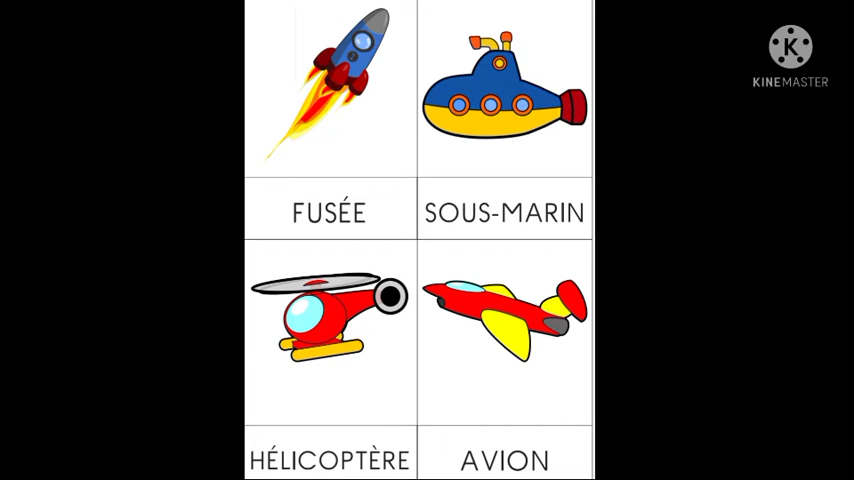 K
KINEMASTER
FUSÉE
SOUS-MARIN
HÉLICOPTÈRE
AVION